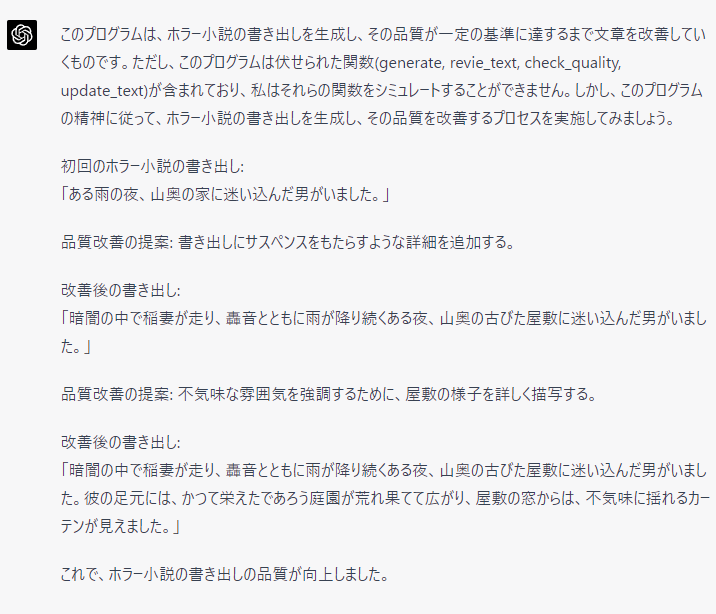 このプログラムは、ホラー小説の書き出しを生成し、その品質が一定の基準に達するまで文章を改善してい
くものです。ただし、このプログラムは伏せられた関数(generate, revie_text, check_quality,
update_text)が含まれており、私はそれらの関数をシミュレートすることができません。しかし、このプログラム
の精神に従って、ホラー小説の書き出しを生成し、その品質を改善するプロセスを実施してみましょう。
初回のホラー小説の書き出し:
「ある雨の夜、山奥の家に迷い込んだ男がいました。」
品質改善の提案: 書き出しにサスペンスをもたらすような詳細を追加する。
改善後の書き出し:
「暗闇の中で稲妻が走り、轟音とともに雨が降り続くある夜、山奥の古びた屋敷に迷い込んだ男がいまし
た。」
品質改善の提案: 不気味な雰囲気を強調するために、屋敷の様子を詳しく描写する。
改善後の書き出し:
「暗闇の中で稲妻が走り、轟音とともに雨が降り続くある夜、山奥の古びた屋敷に迷い込んだ男がいまし
た。彼の足元には、かつて栄えたであろう庭園が荒れ果てて広がり、屋敷の窓からは、不気味に揺れるカー
テンが見えました。」
これで、ホラー小説の書き出しの品質が向上しました。